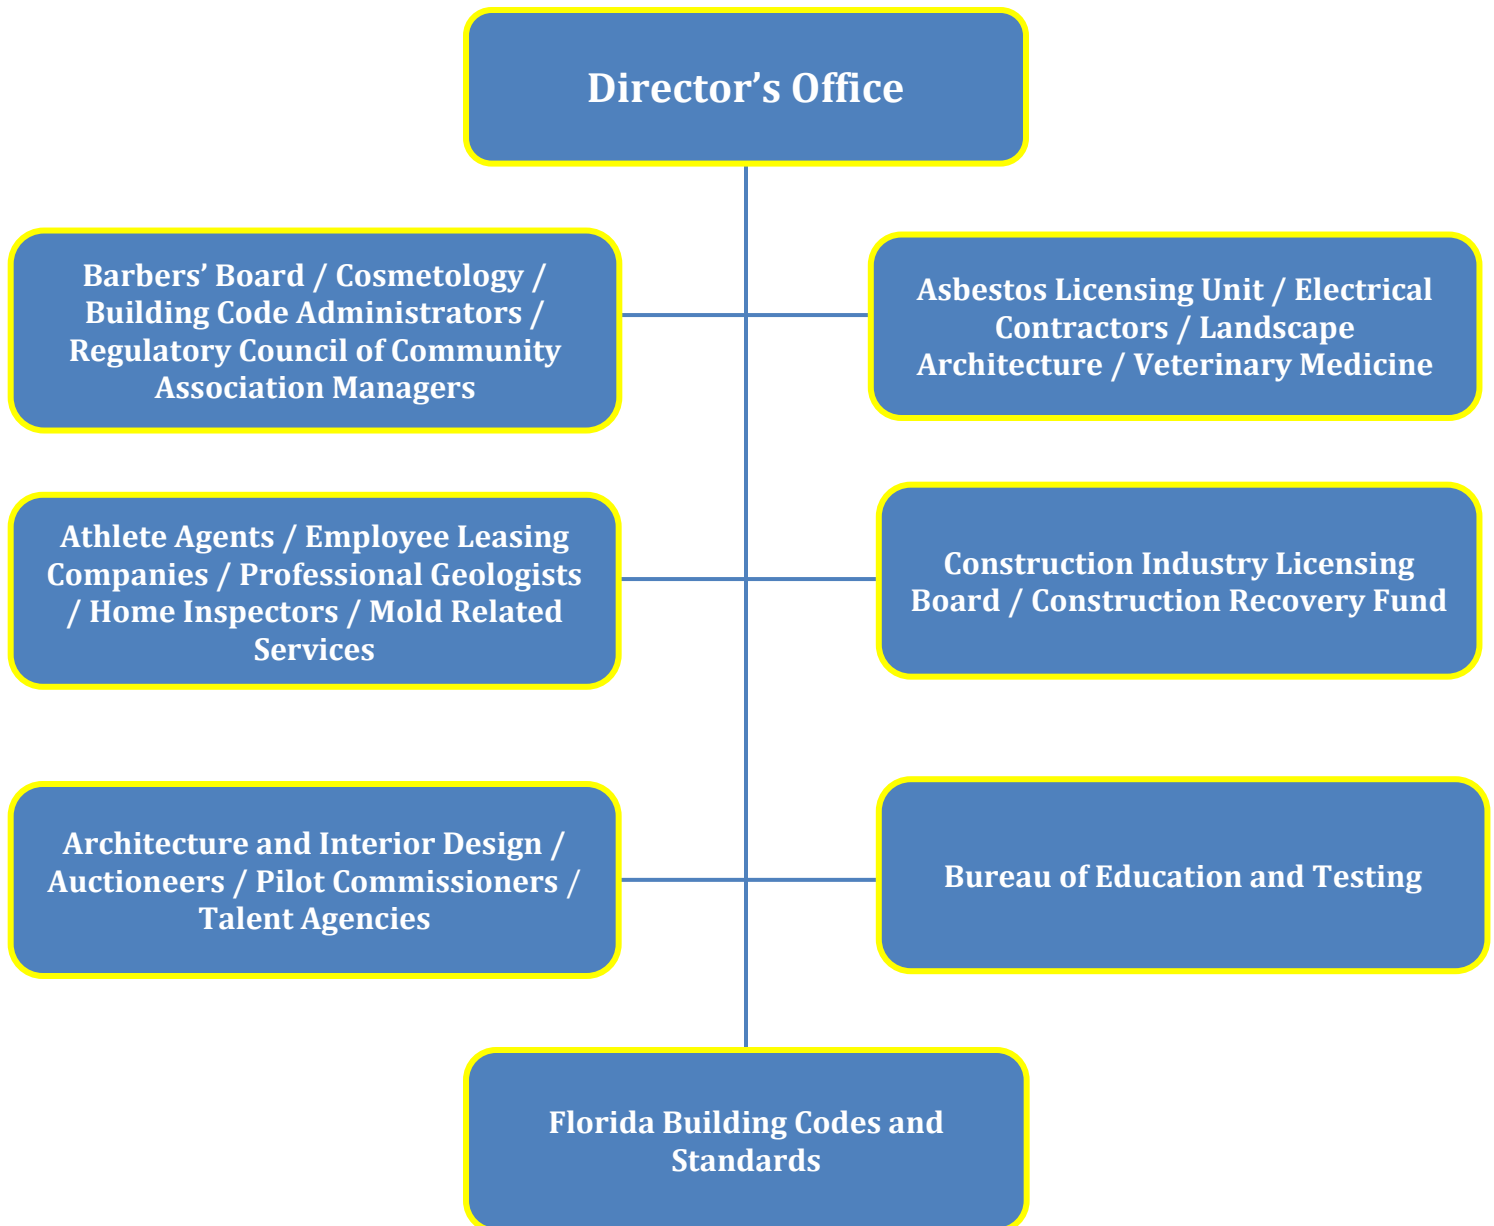 Director’s Office
Barbers’ Board / Cosmetology /
Building Code Administrators /
Regulatory Council of Community
Association Managers
Asbestos Licensing Unit / Electrical
Contractors / Landscape
Architecture / Veterinary Medicine
Athlete Agents / Employee Leasing
Companies / Professional Geologists
/ Home Inspectors / Mold Related
Services
Construction Industry Licensing
Board / Construction Recovery Fund
Architecture and Interior Design /
Auctioneers / Pilot Commissioners /
Talent Agencies
Bureau of Education and Testing
Florida Building Codes and
Standards